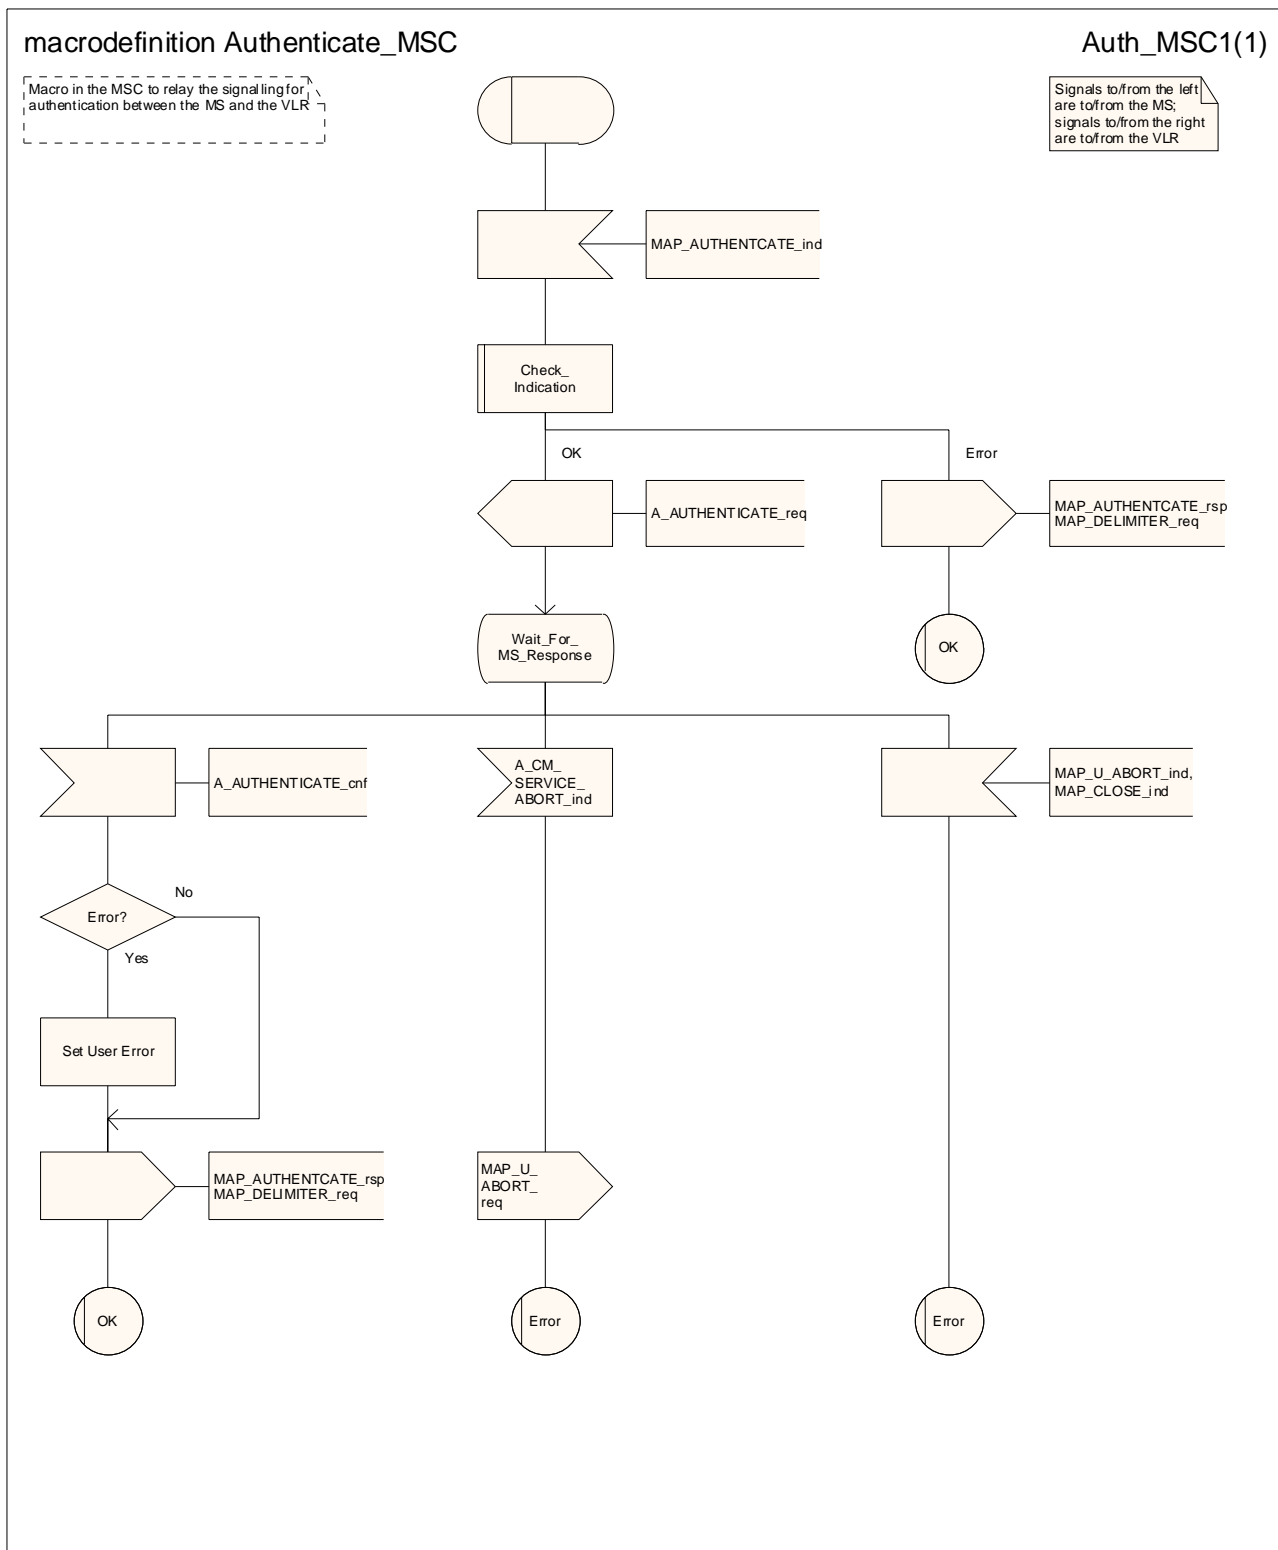 macrodefinition Authenticate_MSC
Auth_MSC1(1)
Macro in the MSC to relay the signalling for
authentication between the MS and the VLR
Signals to/from the left
are to/from the MS;
signals to/from the right
are to/from the VLR
MAP_AUTHENTCATE_ind
Check_
Indication
OK
Error
A_AUTHENTICATE_req
MAP_AUTHENTCATE_rsp
MAP_DELIMITER_req
Wait_For_
MS_Response
OK
A_AUTHENTICATE_cnf
A_CM_
SERVICE_
ABORT_ind
MAP_U_ABORT_ind,
MAP_CLOSE_ind
No
Error?
Yes
Set User Error
MAP_AUTHENTCATE_rsp
MAP_DELIMITER_req
MAP_U_
ABORT_
req
OK
Error
Error